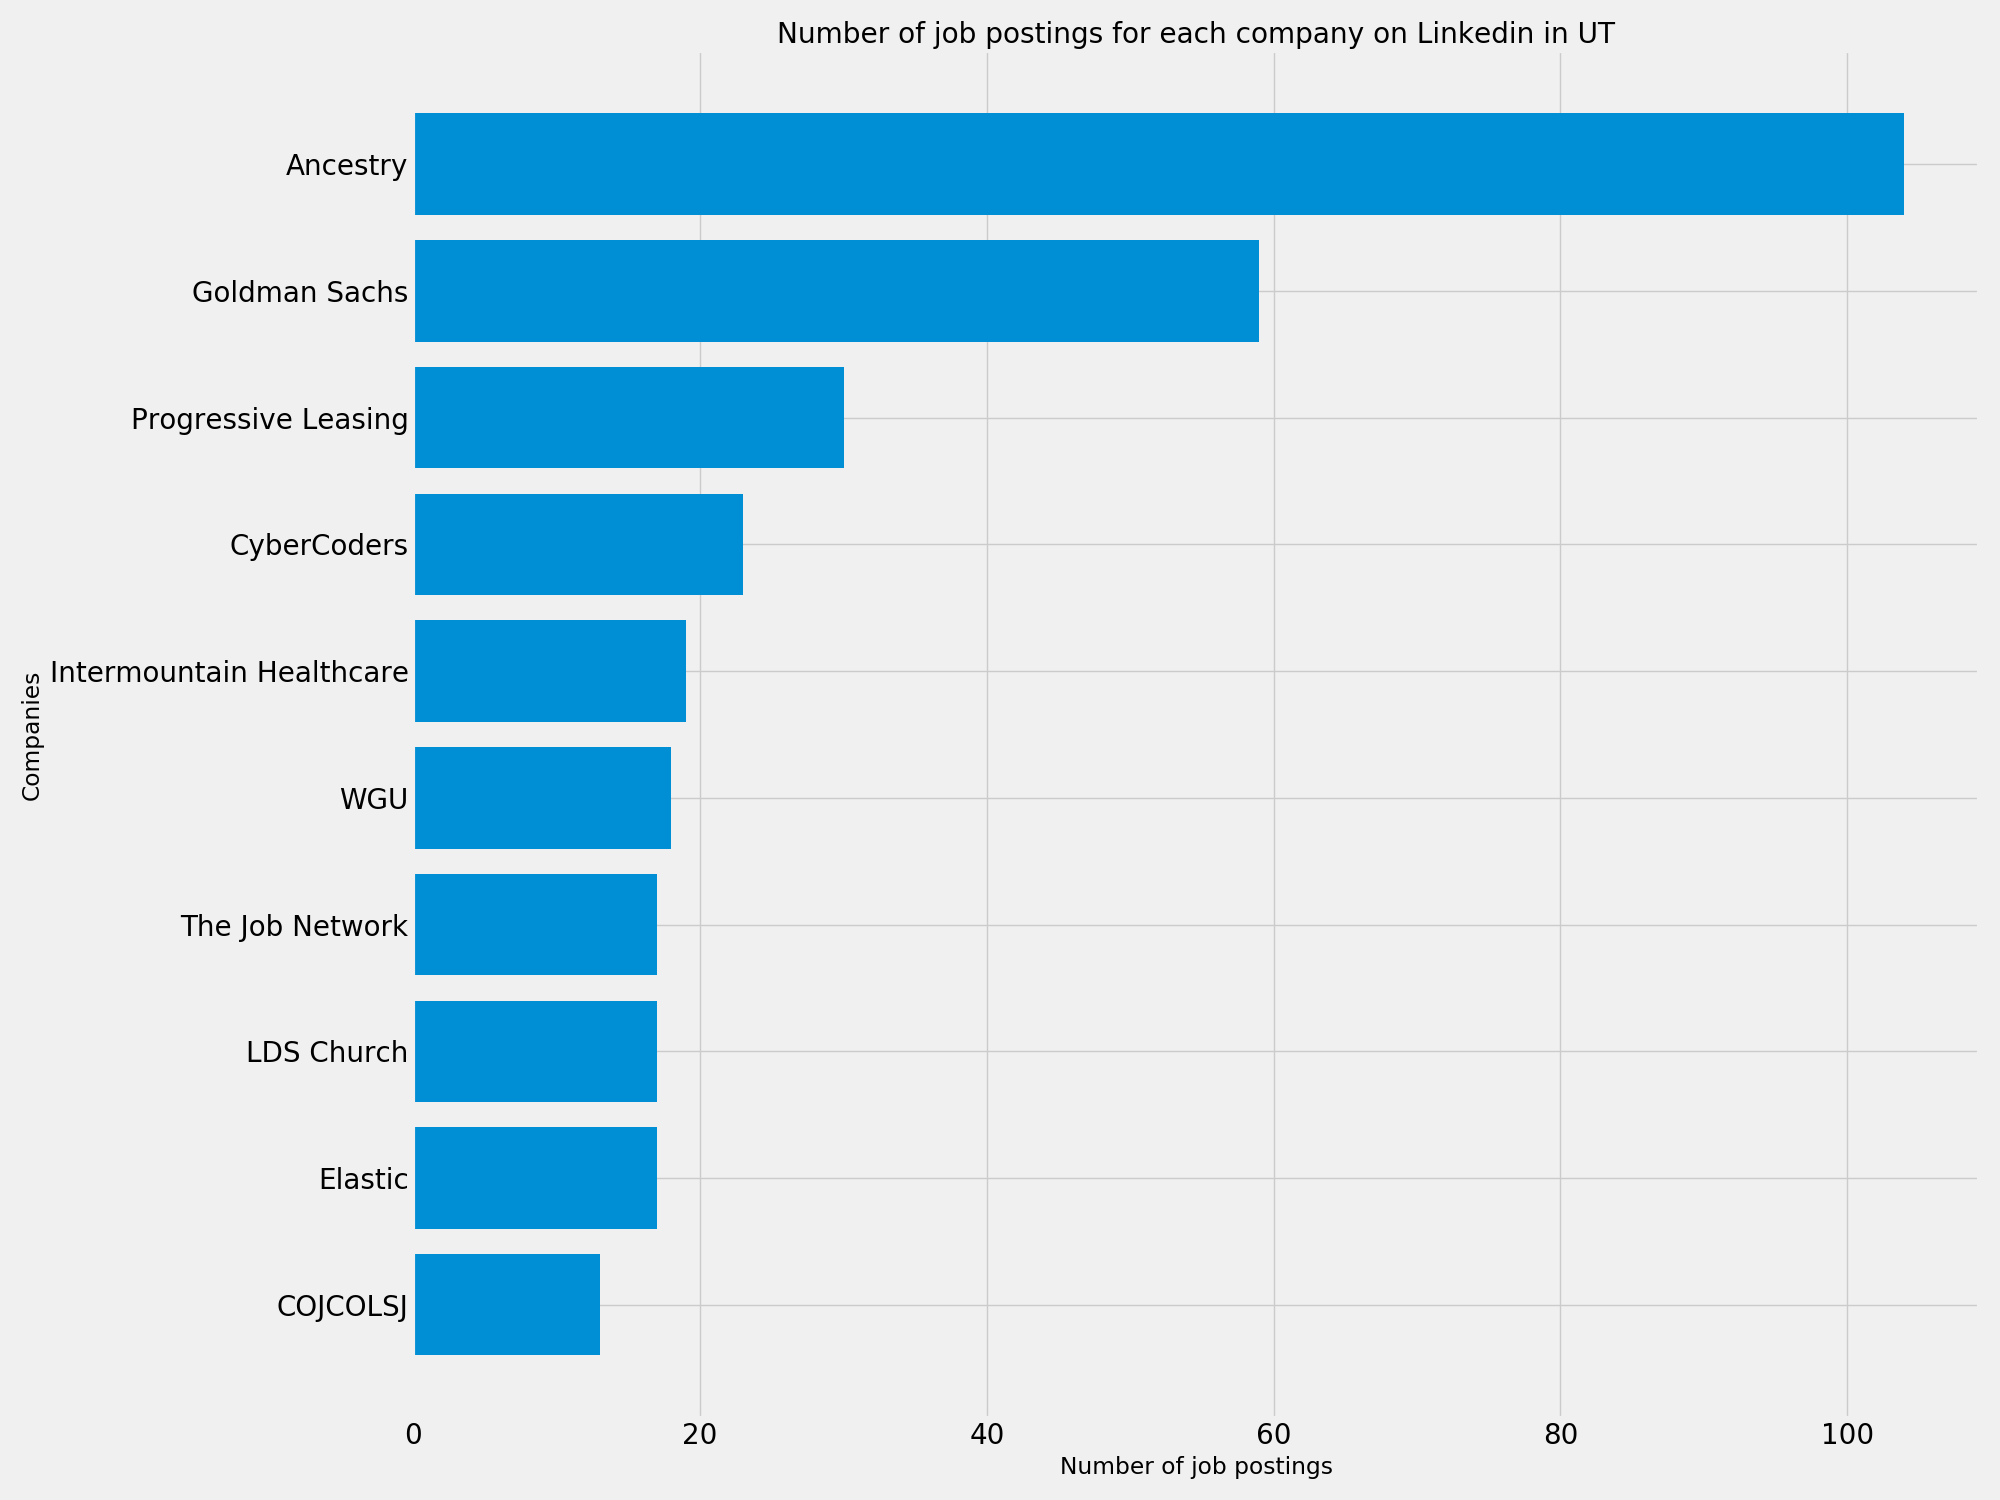 Number of job postings for each company on Linkedin in UT
Ancestry
Goldman Sachs
Progressive Leasing
CyberCoders
Intermountain Healthcare
WGU
The Job Network
LDS Church
Elastic
COJCOLSJ
Companies
0 20 40 60 80 100
Number of job postings